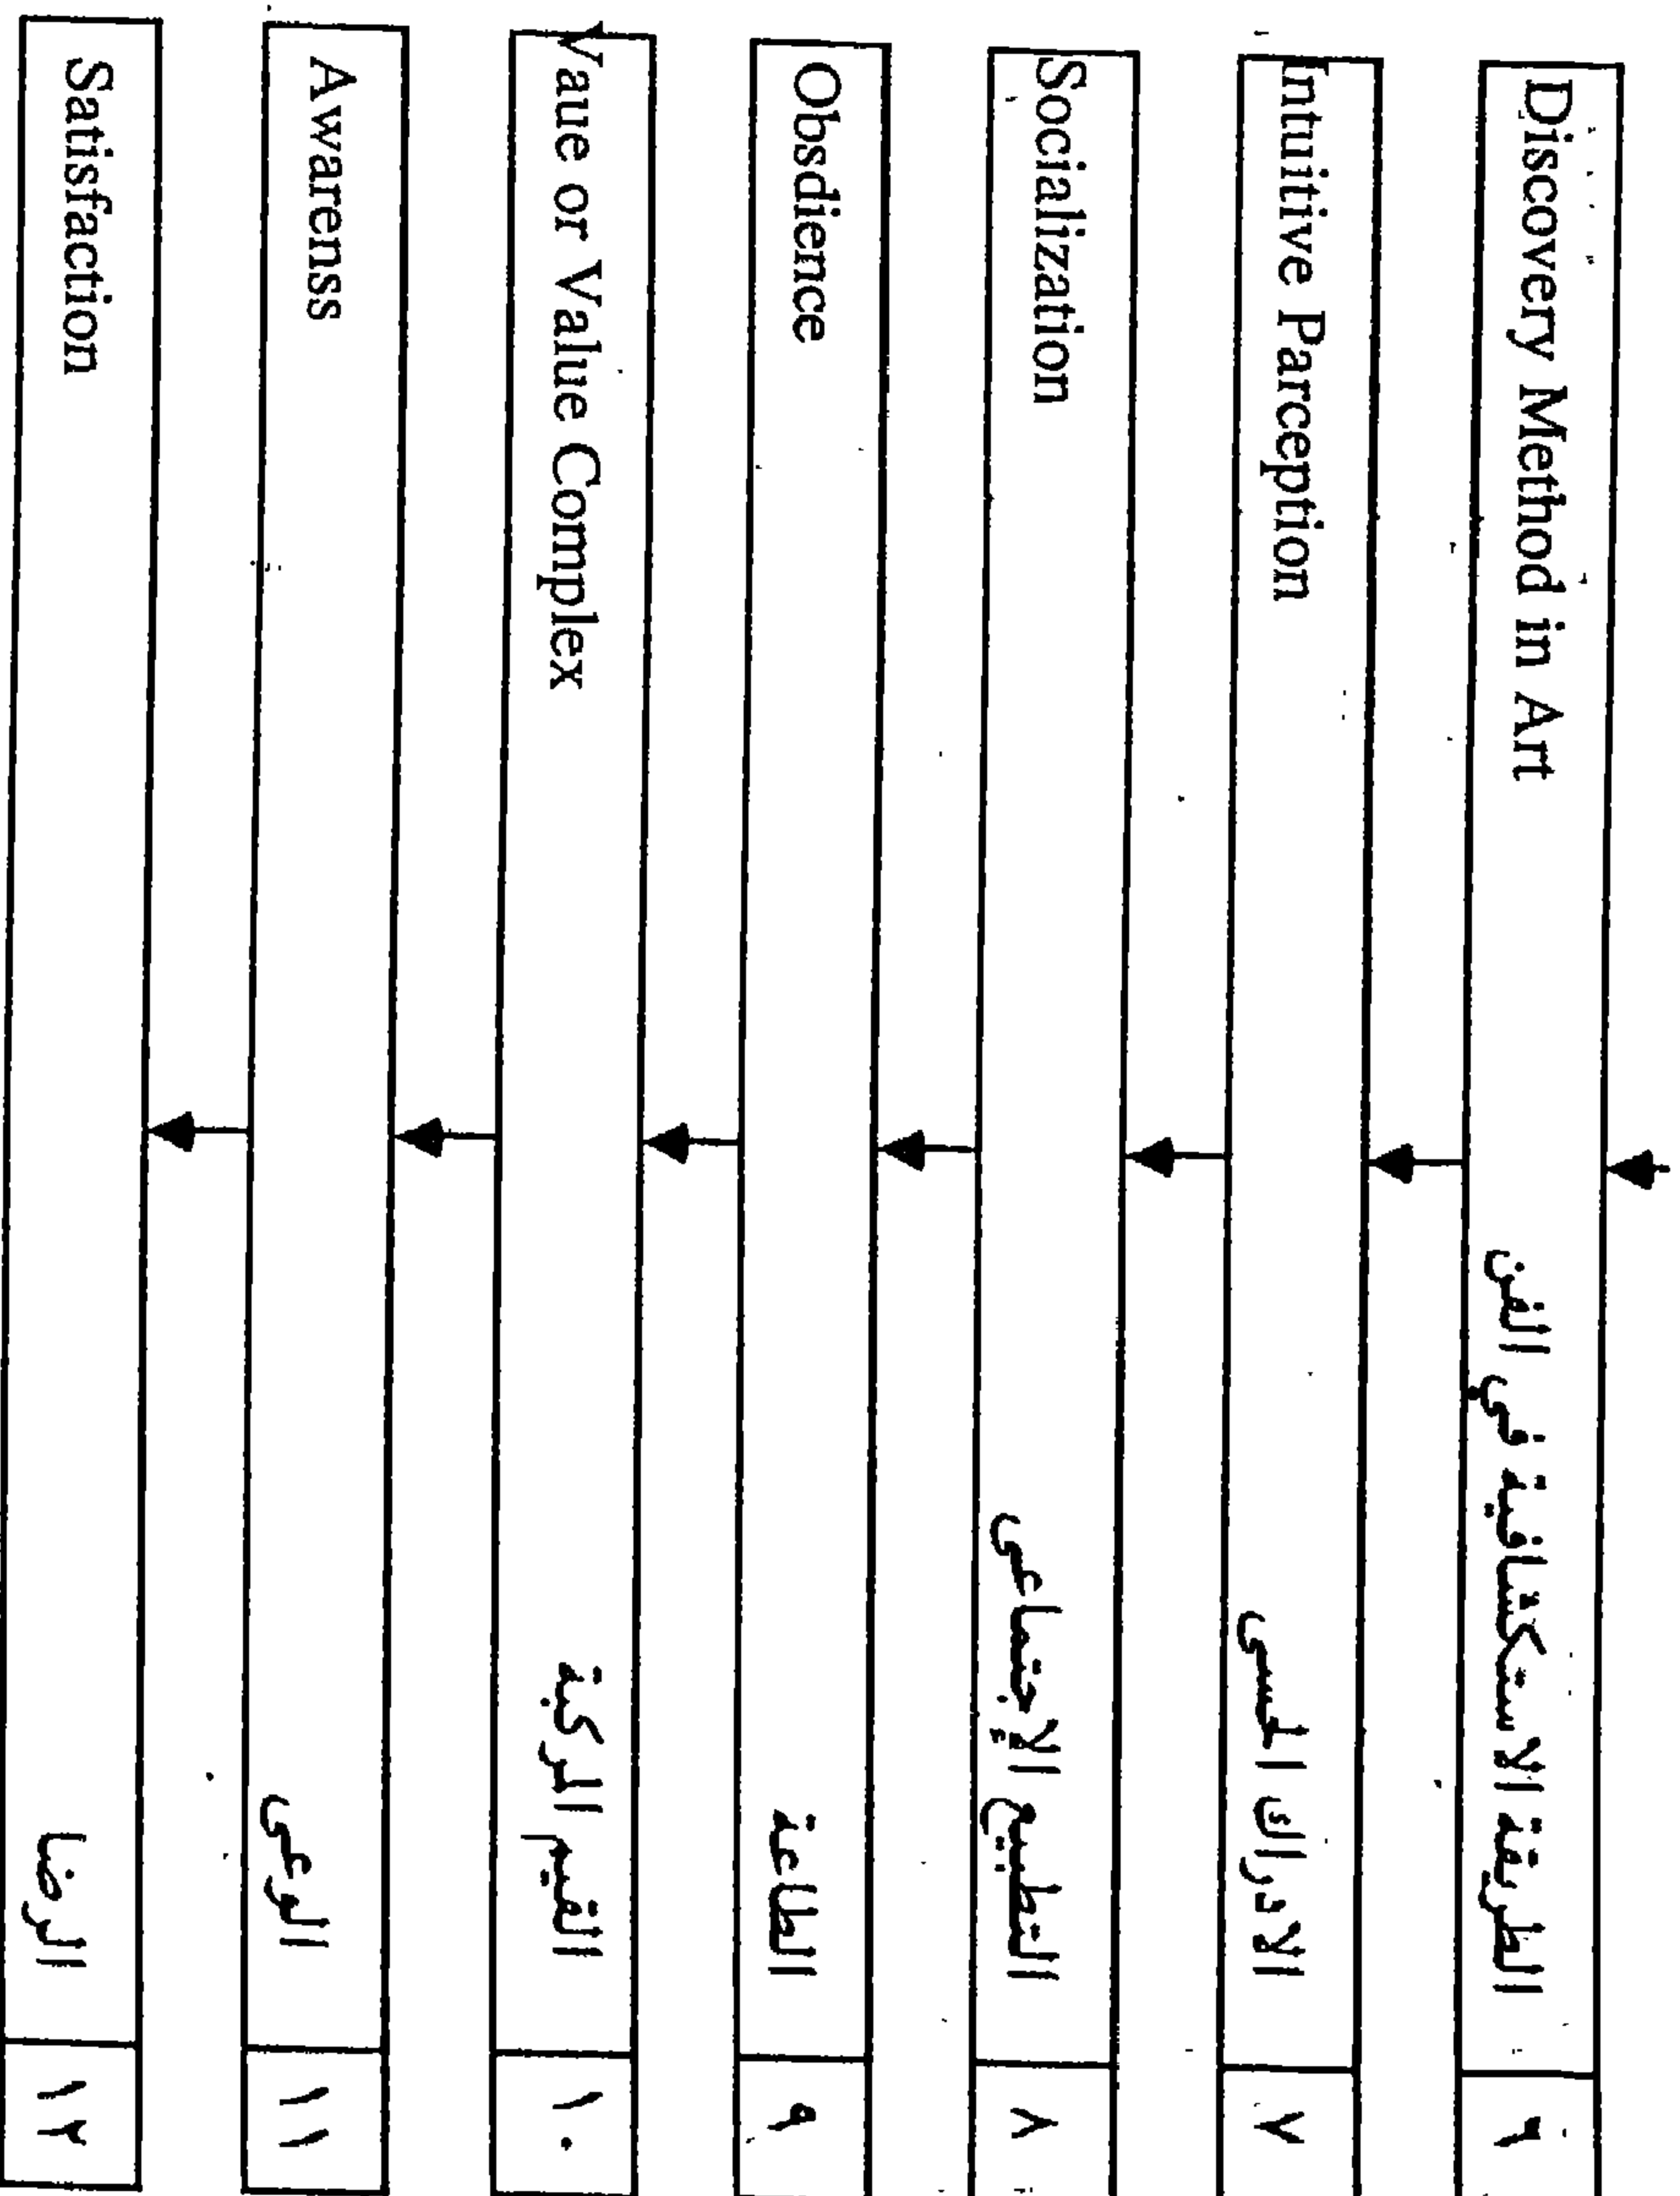 Discovery Method in Art الطريقة الاستكشافية في الفن ٦
Intuitive Parception الادراك الحسى ٧
Socialization التطبيع الإجتماعى ٨
Obsdience الطاعة ٩
Vaue or Value Complex القيم المركبة ١٠
Awarenss الوعى ١١
Satisfaction الرضا ١٢